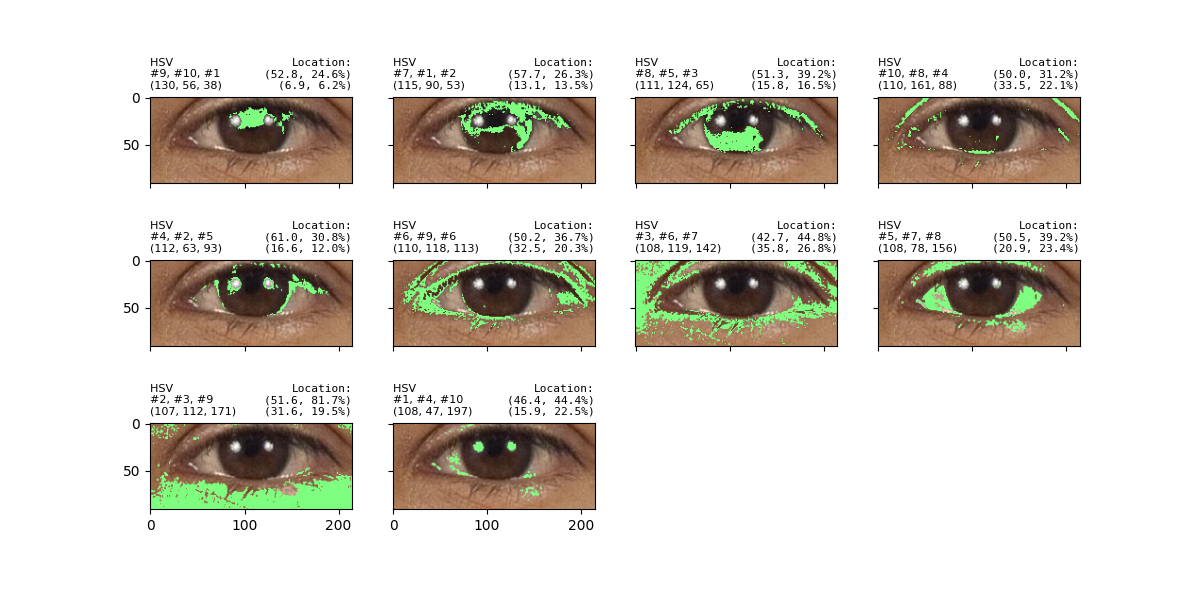 HSV Location:
#9, #10, #1 (52.8, 24.6%)
(130, 56, 38) (6.9, 6.2%)
HSV Location:
#7, #1, #2 (57.7, 26.3%)
(115, 90, 53) (13.1, 13.5%)
HSV Location:
#8, #5, #3 (51.3, 39.2%)
(111, 124, 65) (15.8, 16.5%)
HSV Location:
#10, #8, #4 (50.0, 31.2%)
(110, 161, 88) (33.5, 22.1%)
0
50
HSV Location:
#4, #2, #5 (61.0, 30.8%)
(112, 63, 93) (16.6, 12.0%)
HSV Location:
#6, #9, #6 (50.2, 36.7%)
(110, 118, 113) (32.5, 20.3%)
HSV Location:
#3, #6, #7 (42.7, 44.8%)
(108, 119, 142) (35.8, 26.8%)
HSV Location:
#5, #7, #8 (50.5, 39.2%)
(108, 78, 156) (20.9, 23.4%)
0
50
HSV Location:
#2, #3, #9 (51.6, 81.7%)
(107, 112, 171) (31.6, 19.5%)
HSV Location:
#1, #4, #10 (46.4, 44.4%)
(108, 47, 197) (15.9, 22.5%)
0
50
0 100 200
0 100 200